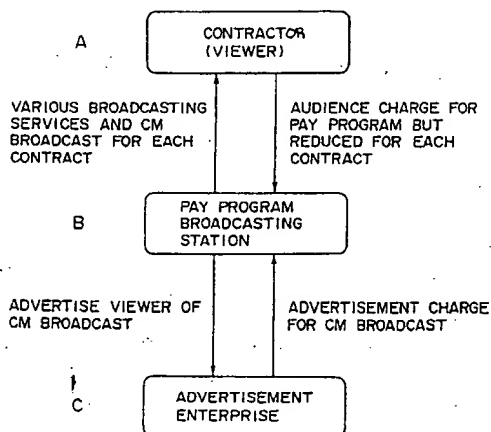 A
CONTRACTOR
(VIEWER)
VARIOUS BROADCASTING
SERVICES AND CM
BROADCAST FOR EACH
CONTRACT
AUDIENCE CHARGE FOR
PAY PROGRAM BUT
REDUCED FOR EACH
CONTRACT
B
PAY PROGRAM
BROADCASTING
STATION
ADVERTISE VIEWER OF
CM BROADCAST
ADVERTISEMENT CHARGE
FOR CM BROADCAST
C
ADVERTISEMENT
ENTERPRISE